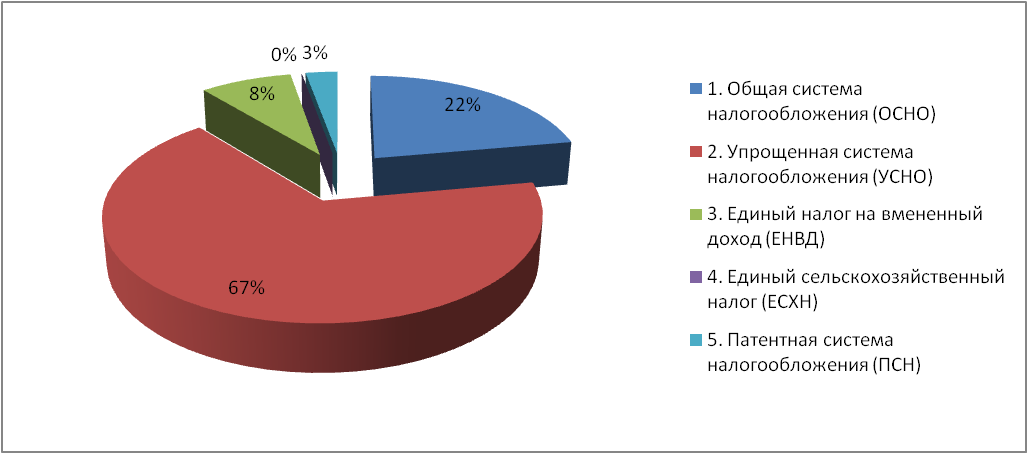 0%
3%
8%
22%
67%
1. Общая система
налогообложения (ОСНО)
2. Упрощенная система
налогообложения (УСНО)
3. Единый налог на вмененный
доход (ЕНВД)
4. Единый сельскохозяйственный
налог (ЕСХН)
5. Патентная система
налогообложения (ПСН)